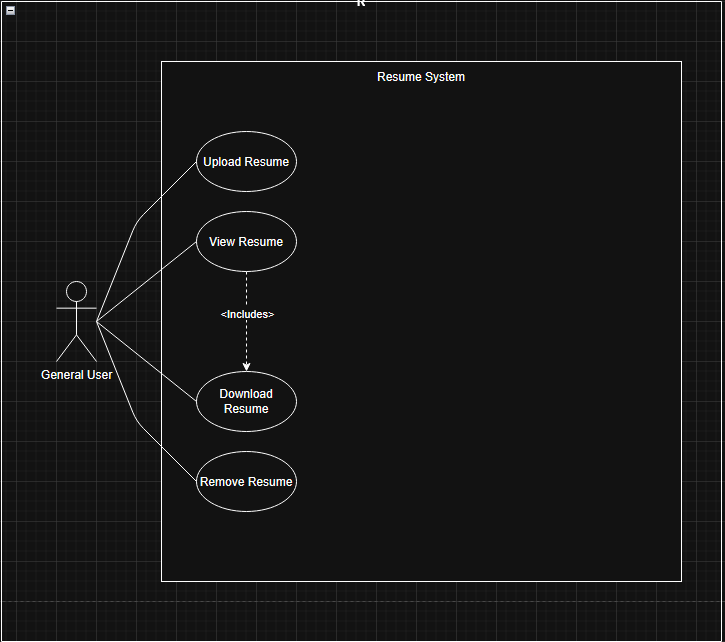 Resume System
Upload Resume
View Resume
<Includes>
General User
Download
Resume
Remove Resume